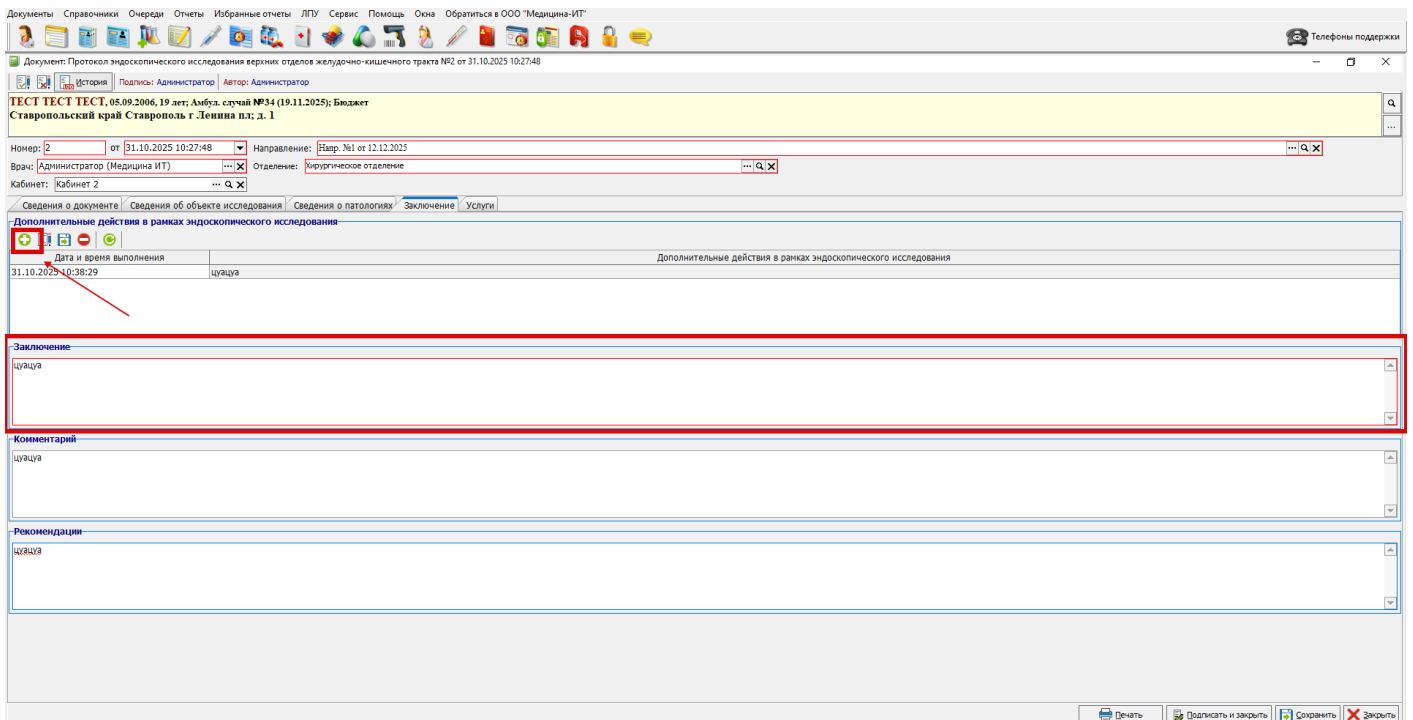 Документы Справочники Очереди Отчеты Избранные отчеты ЛПУ Сервис Помощь Окна Обратиться в ООО "Медицина-ИТ"
Телефоны поддержки
Документ: Протокол эндоскопического исследования верхних отделов желудочно-кишечного тракта №2 от 31.10.2025 10:27:48
История Подпись: Администратор Автор: Администратор
ТЕСТ ТЕСТ ТЕСТ, 05.09.2006, 19 лет; Амбул. случай №34 (19.11.2025); Бюджет
Ставропольский край Ставрополь г Ленина пл; д. 1
Номер: 2 от 31.10.2025 10:27:48 Направление: Напр. №1 от 12.12.2025
Врач: Администратор (Медицина ИТ) Отделение: Хирургическое отделение
Кабинет: Кабинет 2
Сведения о документе Сведения об объекте исследования Сведения о патологиях Заключение Услуги
Дополнительные действия в рамках эндоскопического исследования
Дата и время выполнения Дополнительные действия в рамках эндоскопического исследования
31.10.2025 10:38:29 цуацуа
Заключение
цуацуа
Комментарий
цуацуа
Рекомендации
цуацуа
Печать Подписать и закрыть Сохранить Закрыть